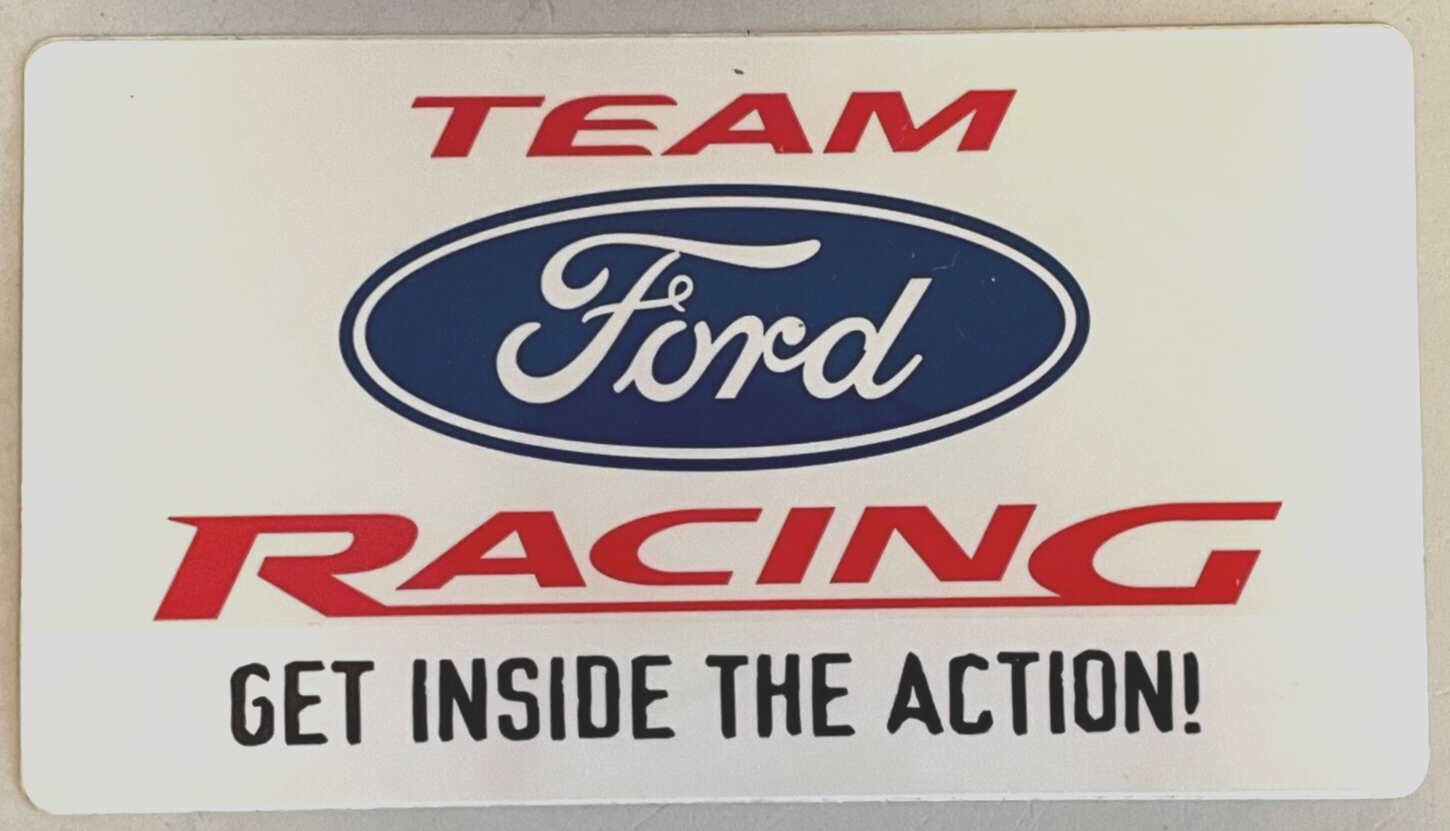 TEAM
Ford
RACING
GET INSIDE THE ACTION!